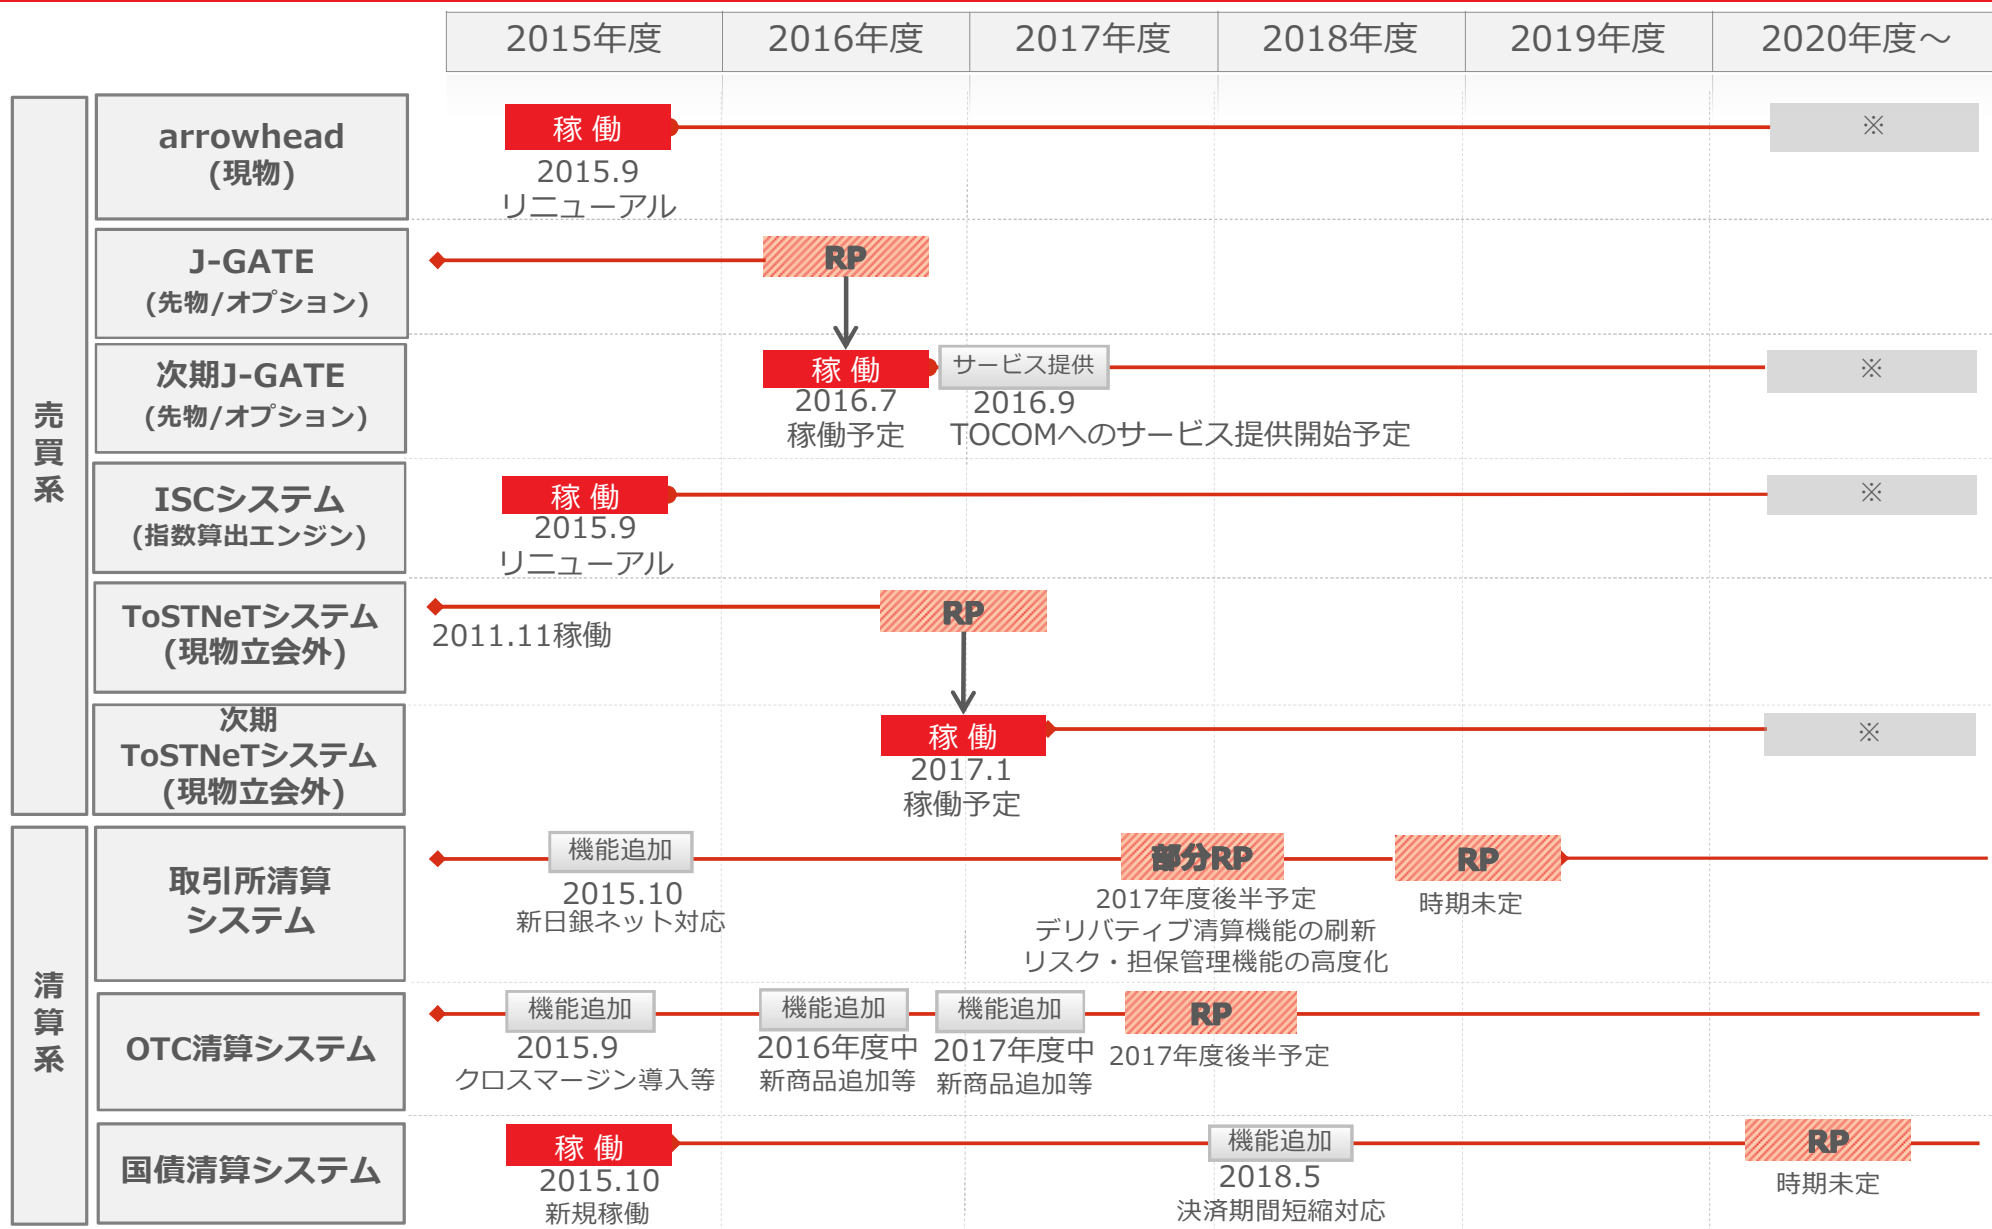 2015年度
2016年度
2017年度
2018年度
2019年度
2020年度～
売買系
arrowhead
(現物)
稼 働
2015.9
リニューアル
※
J-GATE
(先物/オプション)
RP
次期J-GATE
(先物/オプション)
稼 働
2016.7
稼働予定
サービス提供
2016.9
TOCOMへのサービス提供開始予定
※
ISCシステム
(指数算出エンジン)
稼 働
2015.9
リニューアル
※
ToSTNeTシステム
(現物立会外)
2011.11稼働
RP
次期
ToSTNeTシステム
(現物立会外)
稼 働
2017.1
稼働予定
※
清算系
取引所清算
システム
機能追加
2015.10
新日銀ネット対応
部分RP
2017年度後半予定
デリバティブ清算機能の刷新
リスク・担保管理機能の高度化
RP
時期未定
OTC清算システム
機能追加
2015.9
クロスマージン導入等
機能追加
2016年度中
新商品追加等
機能追加
2017年度中
新商品追加等
RP
2017年度後半予定
国債清算システム
稼 働
2015.10
新規稼働
機能追加
2018.5
決済期間短縮対応
RP
時期未定